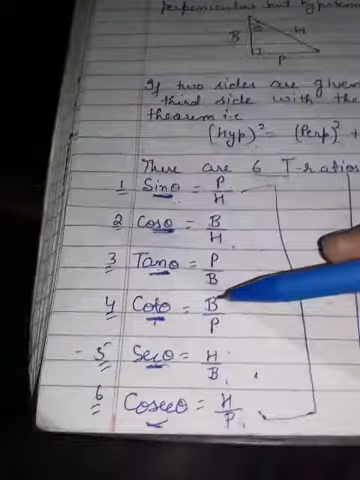 perpendicular but hypotenu
B
θ
H
P
If two sides are given
third side with the
theorem i.e
(Hyp)² = (Perp)² +
There are 6 T-ratios
1 Sinθ = P/H
2 Cosθ = B/H
3 Tanθ = P/B
4 Cotθ = B/P
5 Secθ = H/B
6 Cosecθ = H/P